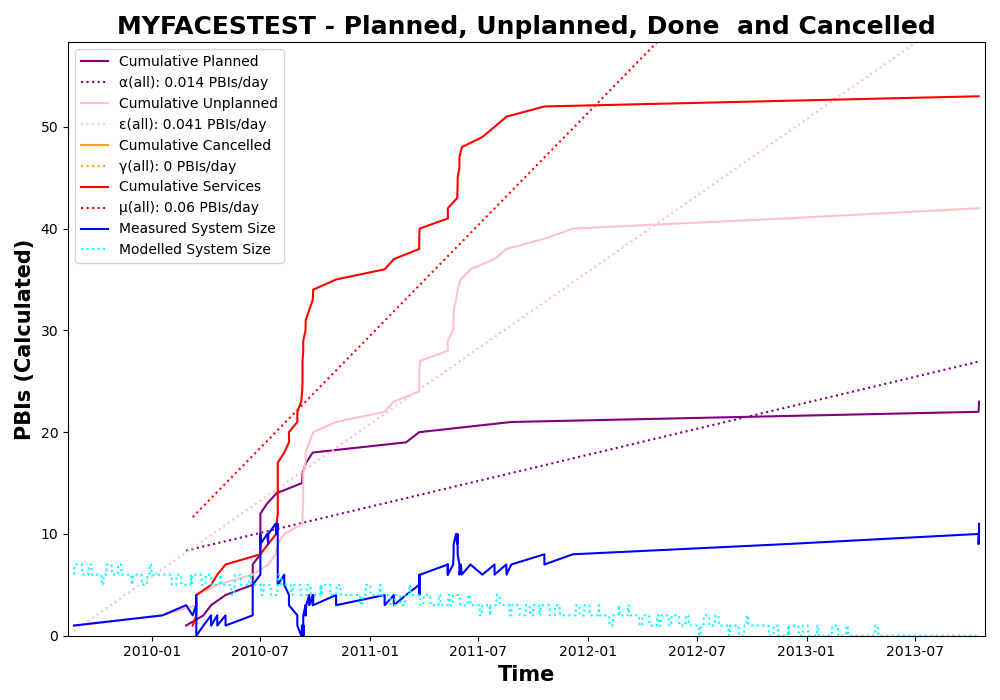 MYFACESTEST - Planned, Unplanned, Done  and Cancelled
Cumulative Planned
α(all): 0.014 PBIs/day
Cumulative Unplanned
ε(all): 0.041 PBIs/day
Cumulative Cancelled
γ(all): 0 PBIs/day
Cumulative Services
μ(all): 0.06 PBIs/day
Measured System Size
Modelled System Size
PBIs (Calculated)
50
40
30
20
10
0
2010-01 2010-07 2011-01 2011-07 2012-01 2012-07 2013-01 2013-07
Time